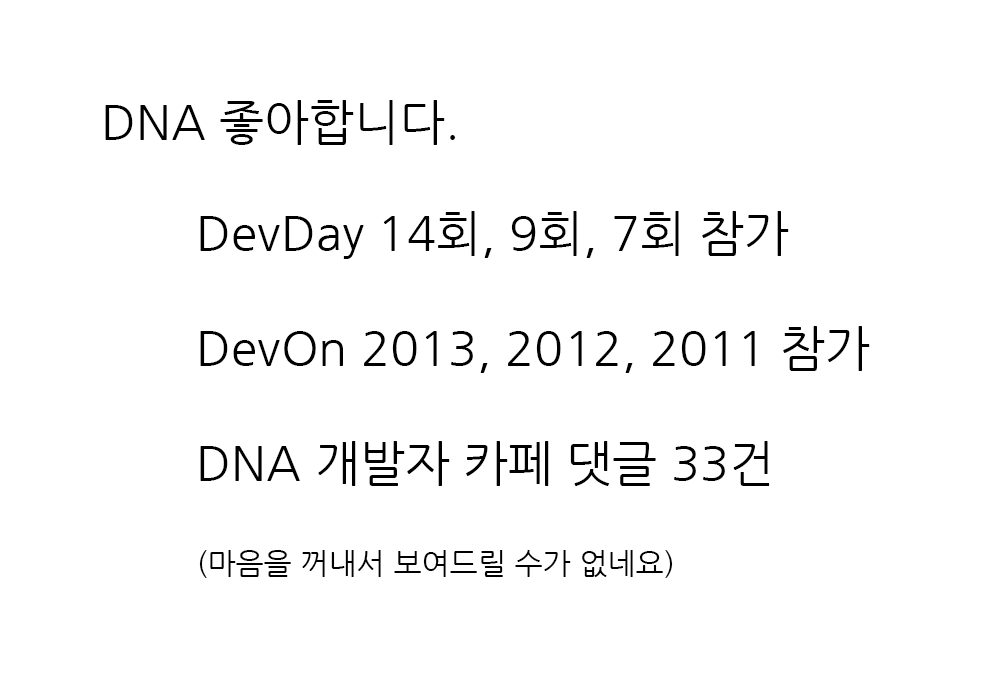 DNA 좋아합니다.
DevDay 14회, 9회, 7회 참가
DevOn 2013, 2012, 2011 참가
DNA 개발자 카페 댓글 33건
(마음을 꺼내서 보여드릴 수가 없네요)